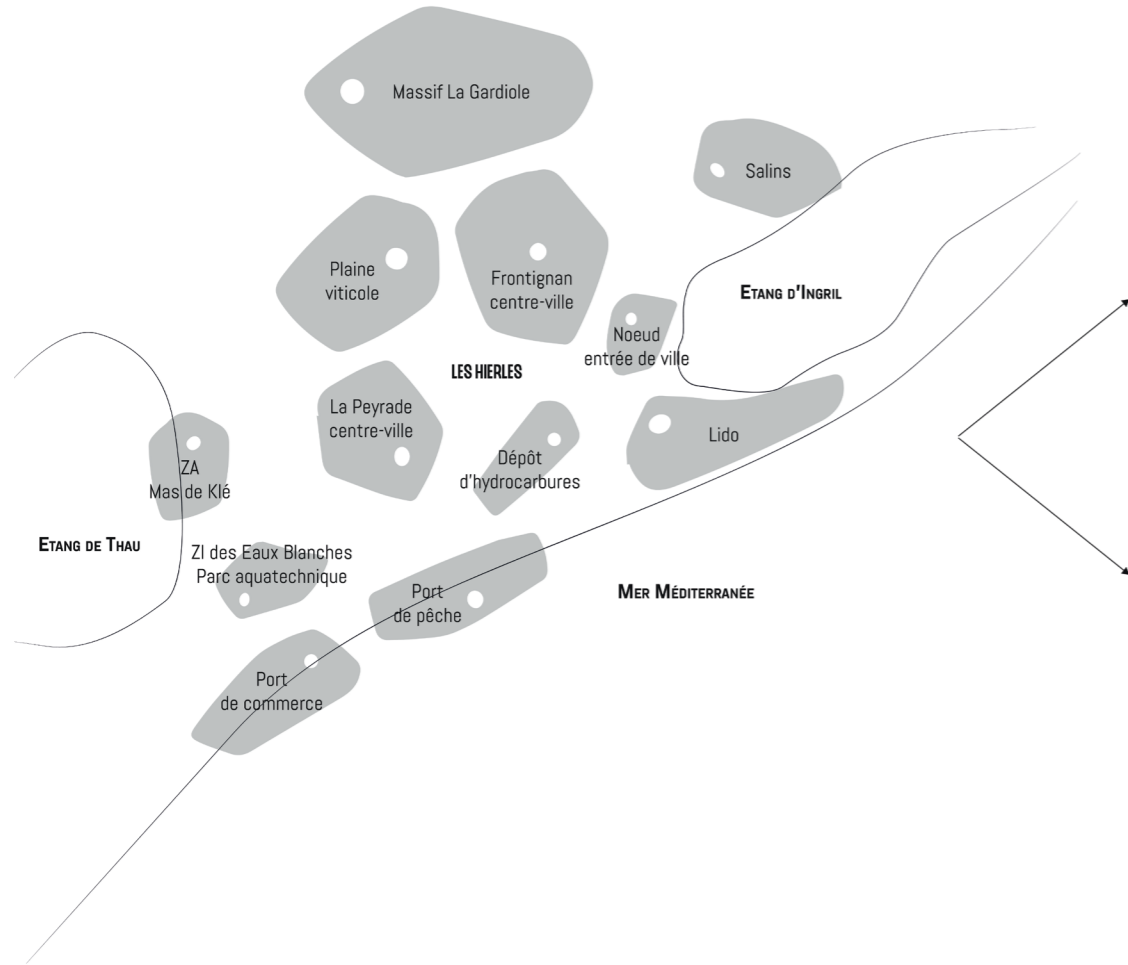 Massif La Gardiole
Salins
Plaine
viticole
Frontignan
centre-ville
ETANG D'INGRIL
Noeud
entrée de ville
LES HIERLES
La Peyrade
centre-ville
Lido
Dépôt
d'hydrocarbures
ZA
Mas de Klé
ETANG DE THAU
ZI des Eaux Blanches
Parc aquatechnique
Port
de pêche
MER MÉDITERRANÉE
Port
de commerce